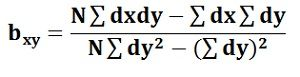 b_xy = (N ∑ dxdy − ∑ dx ∑ dy) / (N ∑ dy² − (∑ dy)²)